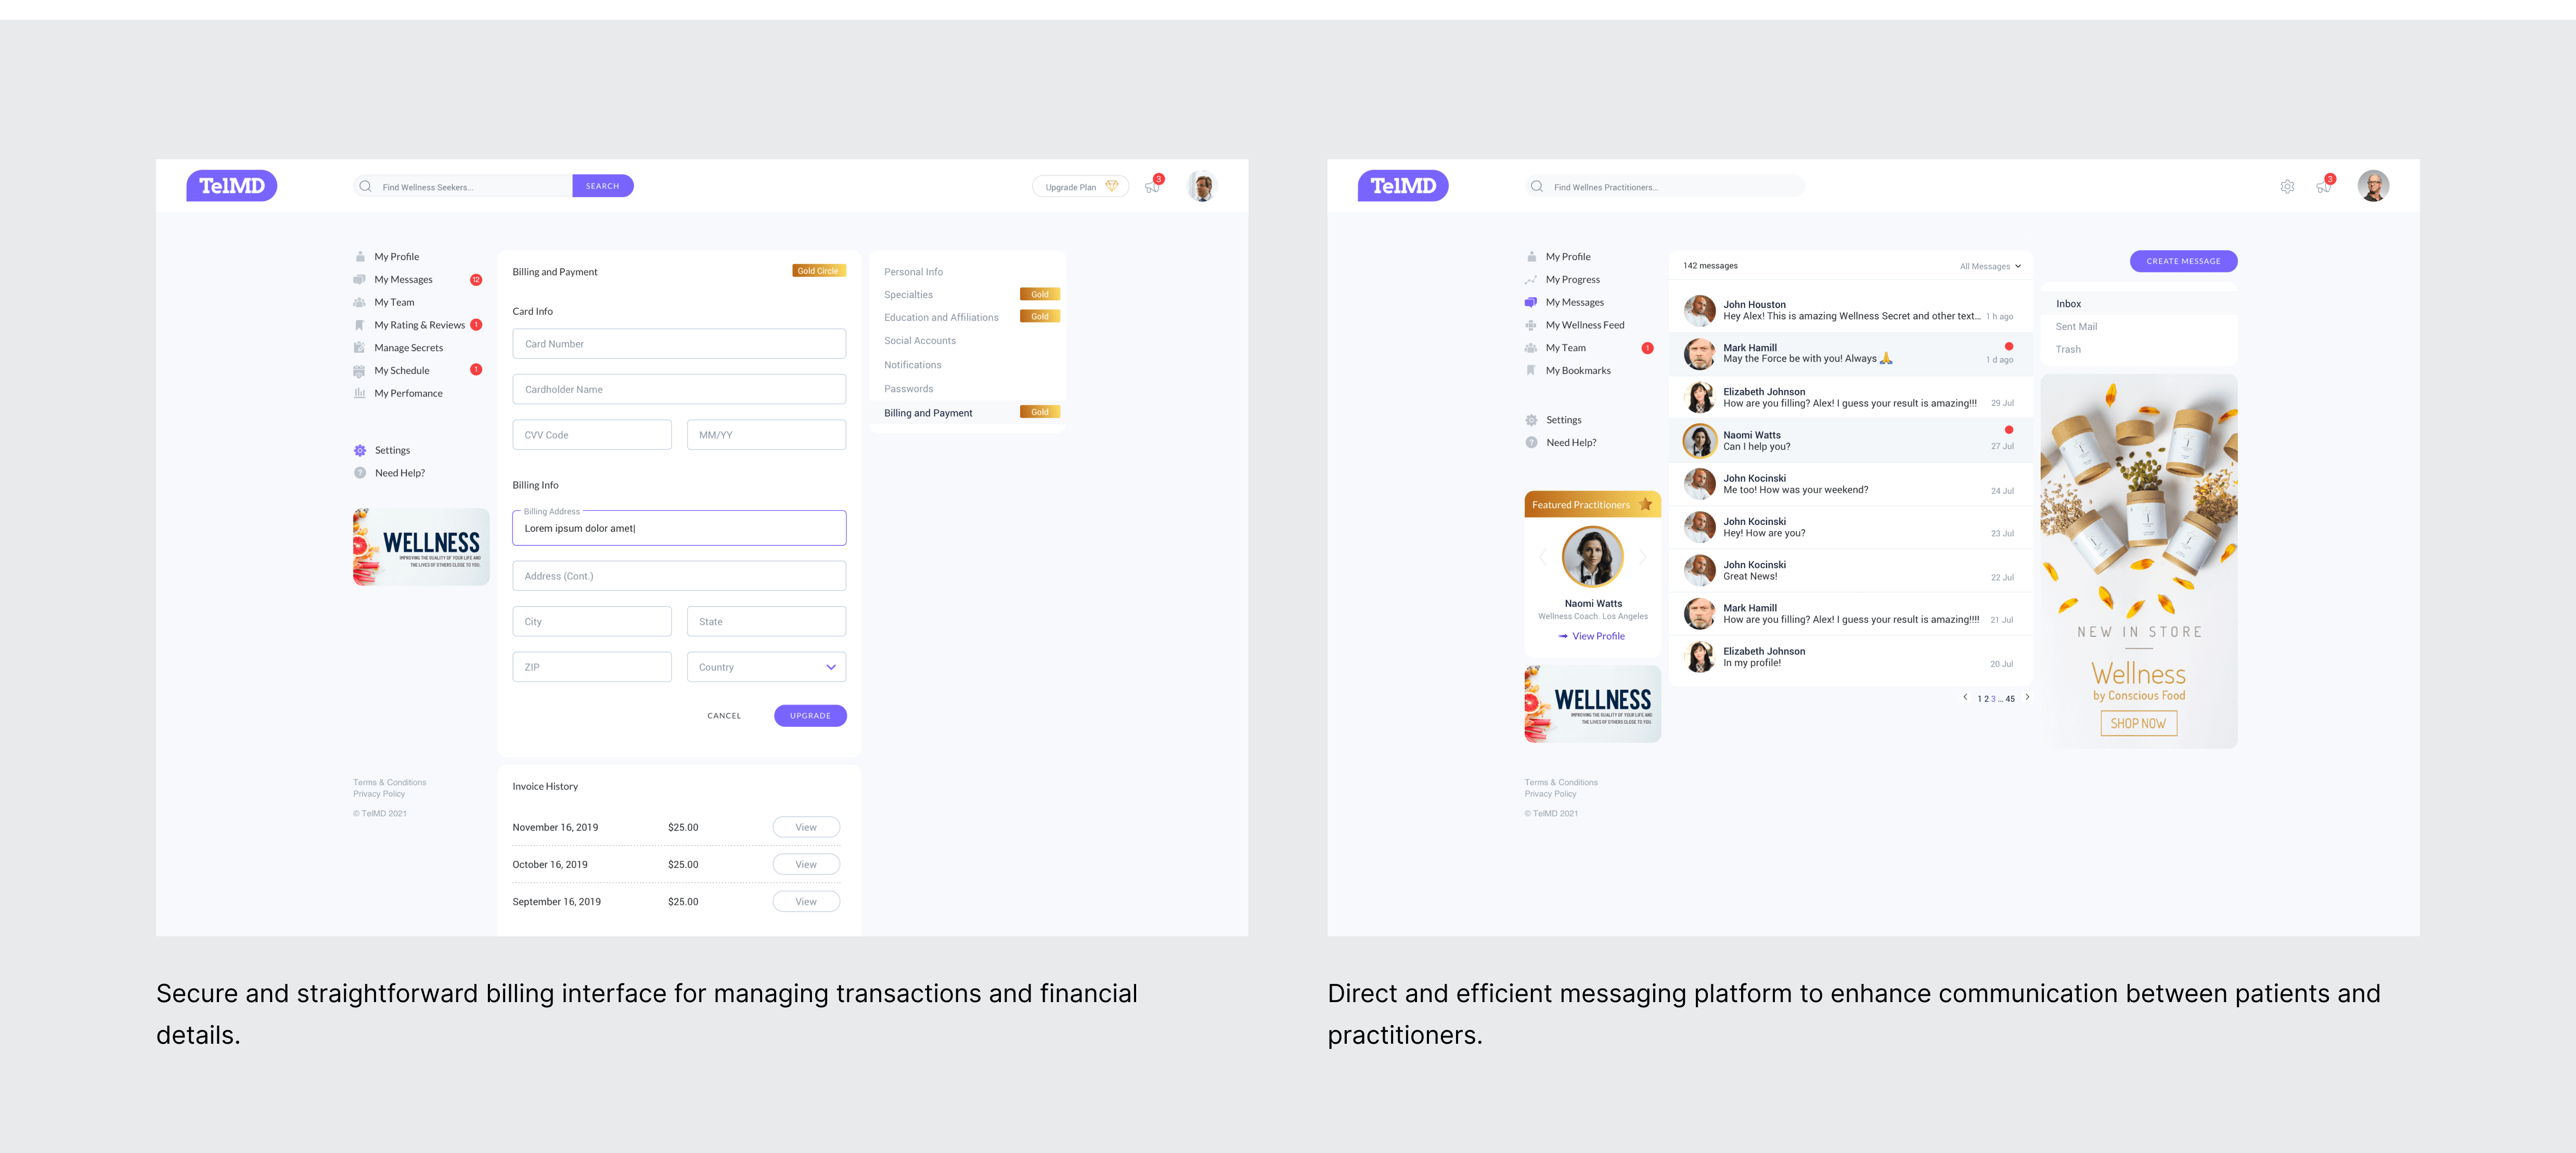 TelMD
Find Wellness Seekers...
SEARCH
Upgrade Plan
3
My Profile
My Messages 12
My Team
My Rating & Reviews 1
Manage Secrets
My Schedule 1
My Perfomance
Settings
Need Help?
WELLNESS
IMPROVING THE QUALITY OF YOUR LIFE AND
THE LIVES OF OTHERS CLOSE TO YOU.
Terms & Conditions
Privacy Policy
© TelMD 2021
Billing and Payment Gold Circle
Card Info
Card Number
Cardholder Name
CVV Code MM/YY
Billing Info
Billing Address
Lorem ipsum dolor amet
Address (Cont.)
City State
ZIP Country
CANCEL UPGRADE
Invoice History
November 16, 2019 $25.00 View
October 16, 2019 $25.00 View
September 16, 2019 $25.00 View
Personal Info
Specialties Gold
Education and Affiliations Gold
Social Accounts
Notifications
Passwords
Billing and Payment Gold
Secure and straightforward billing interface for managing transactions and financial
details.
TelMD
Find Wellnes Practitioners...
3
My Profile
My Progress
My Messages
My Wellness Feed
My Team 1
My Bookmarks
Settings
Need Help?
Featured Practitioners
Naomi Watts
Wellness Coach. Los Angeles
View Profile
WELLNESS
IMPROVING THE QUALITY OF YOUR LIFE AND
THE LIVES OF OTHERS CLOSE TO YOU.
Terms & Conditions
Privacy Policy
© TelMD 2021
142 messages All Messages
John Houston
Hey Alex! This is amazing Wellness Secret and other text... 1 h ago
Mark Hamill
May the Force be with you! Always 🙏 1 d ago
Elizabeth Johnson
How are you filling? Alex! I guess your result is amazing!!! 29 Jul
Naomi Watts
Can I help you? 27 Jul
John Kocinski
Me too! How was your weekend? 24 Jul
John Kocinski
Hey! How are you? 23 Jul
John Kocinski
Great News! 22 Jul
Mark Hamill
How are you filling? Alex! I guess your result is amazing!!!! 21 Jul
Elizabeth Johnson
In my profile! 20 Jul
1 2 3 ... 45
CREATE MESSAGE
Inbox
Sent Mail
Trash
NEW IN STORE
Wellness
by Conscious Food
SHOP NOW
Direct and efficient messaging platform to enhance communication between patients and
practitioners.